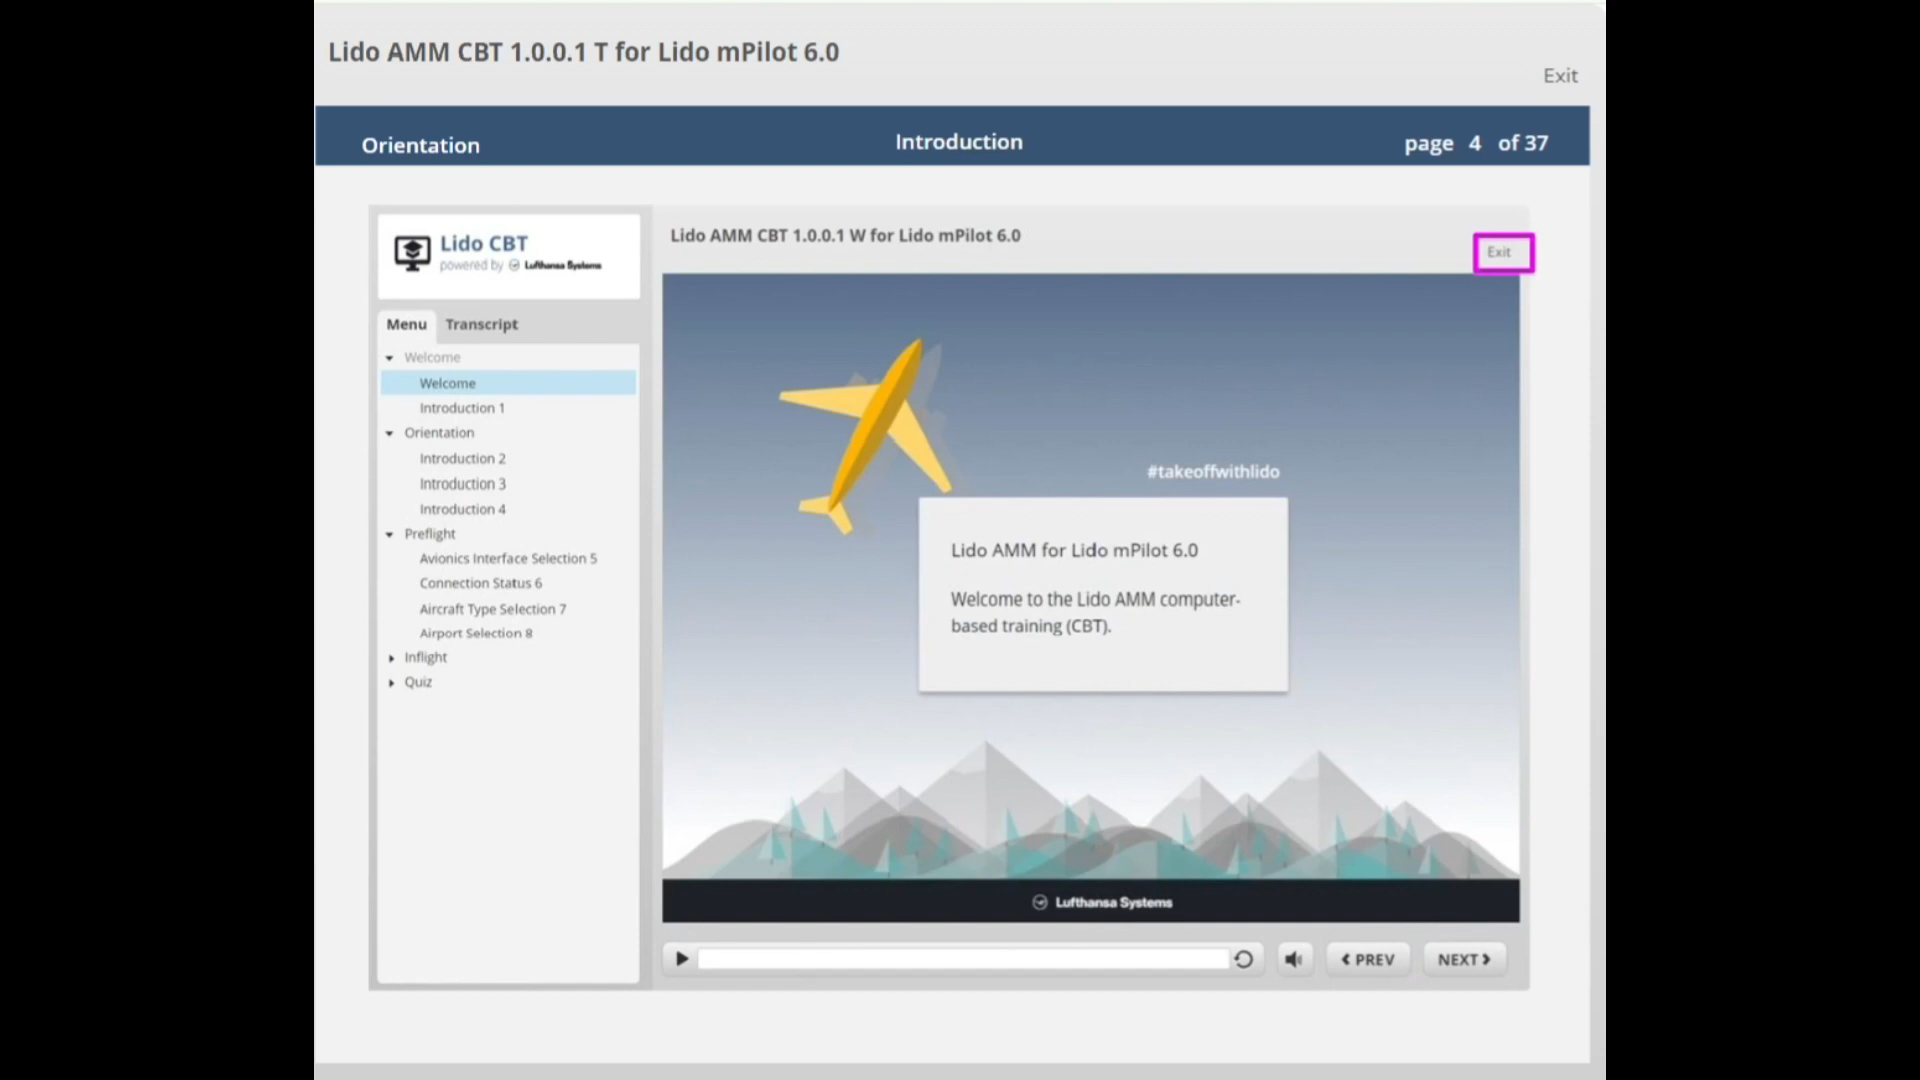 Lido AMM CBT 1.0.0.1 T for Lido mPilot 6.0
Exit
Orientation
Introduction
page 4 of 37
Lido CBT
powered by Lufthansa Systems
Menu
Transcript
Welcome
Welcome
Introduction 1
Orientation
Introduction 2
Introduction 3
Introduction 4
Preflight
Avionics Interface Selection 5
Connection Status 6
Aircraft Type Selection 7
Airport Selection 8
Inflight
Quiz
Lido AMM CBT 1.0.0.1 W for Lido mPilot 6.0
Exit
#takeoffwithlido
Lido AMM for Lido mPilot 6.0
Welcome to the Lido AMM computer-
based training (CBT).
Lufthansa Systems
PREV
NEXT